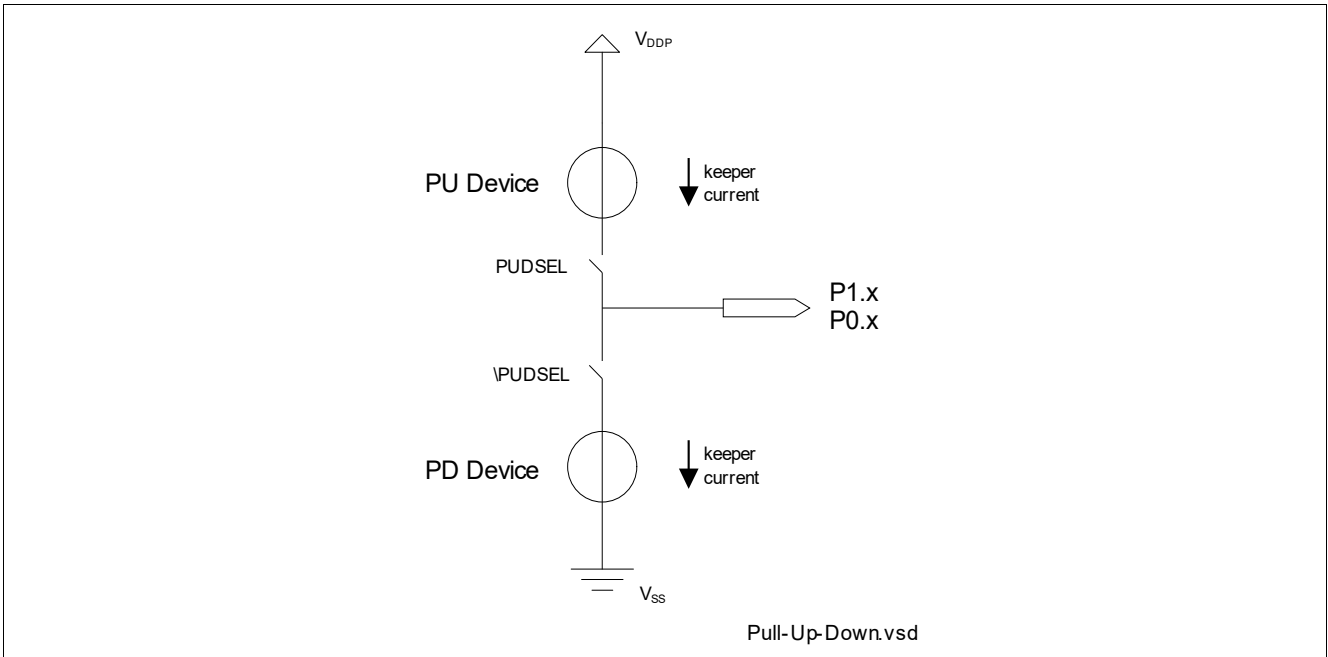 VDDP
PU Device
keeper
current
PUDSEL
P1.x
P0.x
\PUDSEL
PD Device
keeper
current
VSS
Pull-Up-Down.vsd